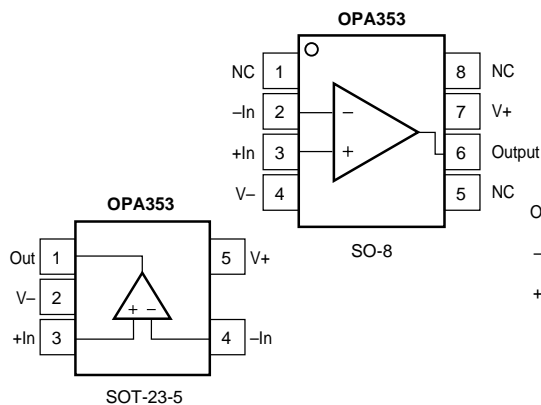 OPA353
NC 1 8 NC
–In 2 – 7 V+
+In 3 + 6 Output
V– 4 5 NC
SO-8
OPA353
Out 1 5 V+
V– 2
+In 3 + – 4 –In
SOT-23-5
O
–
+